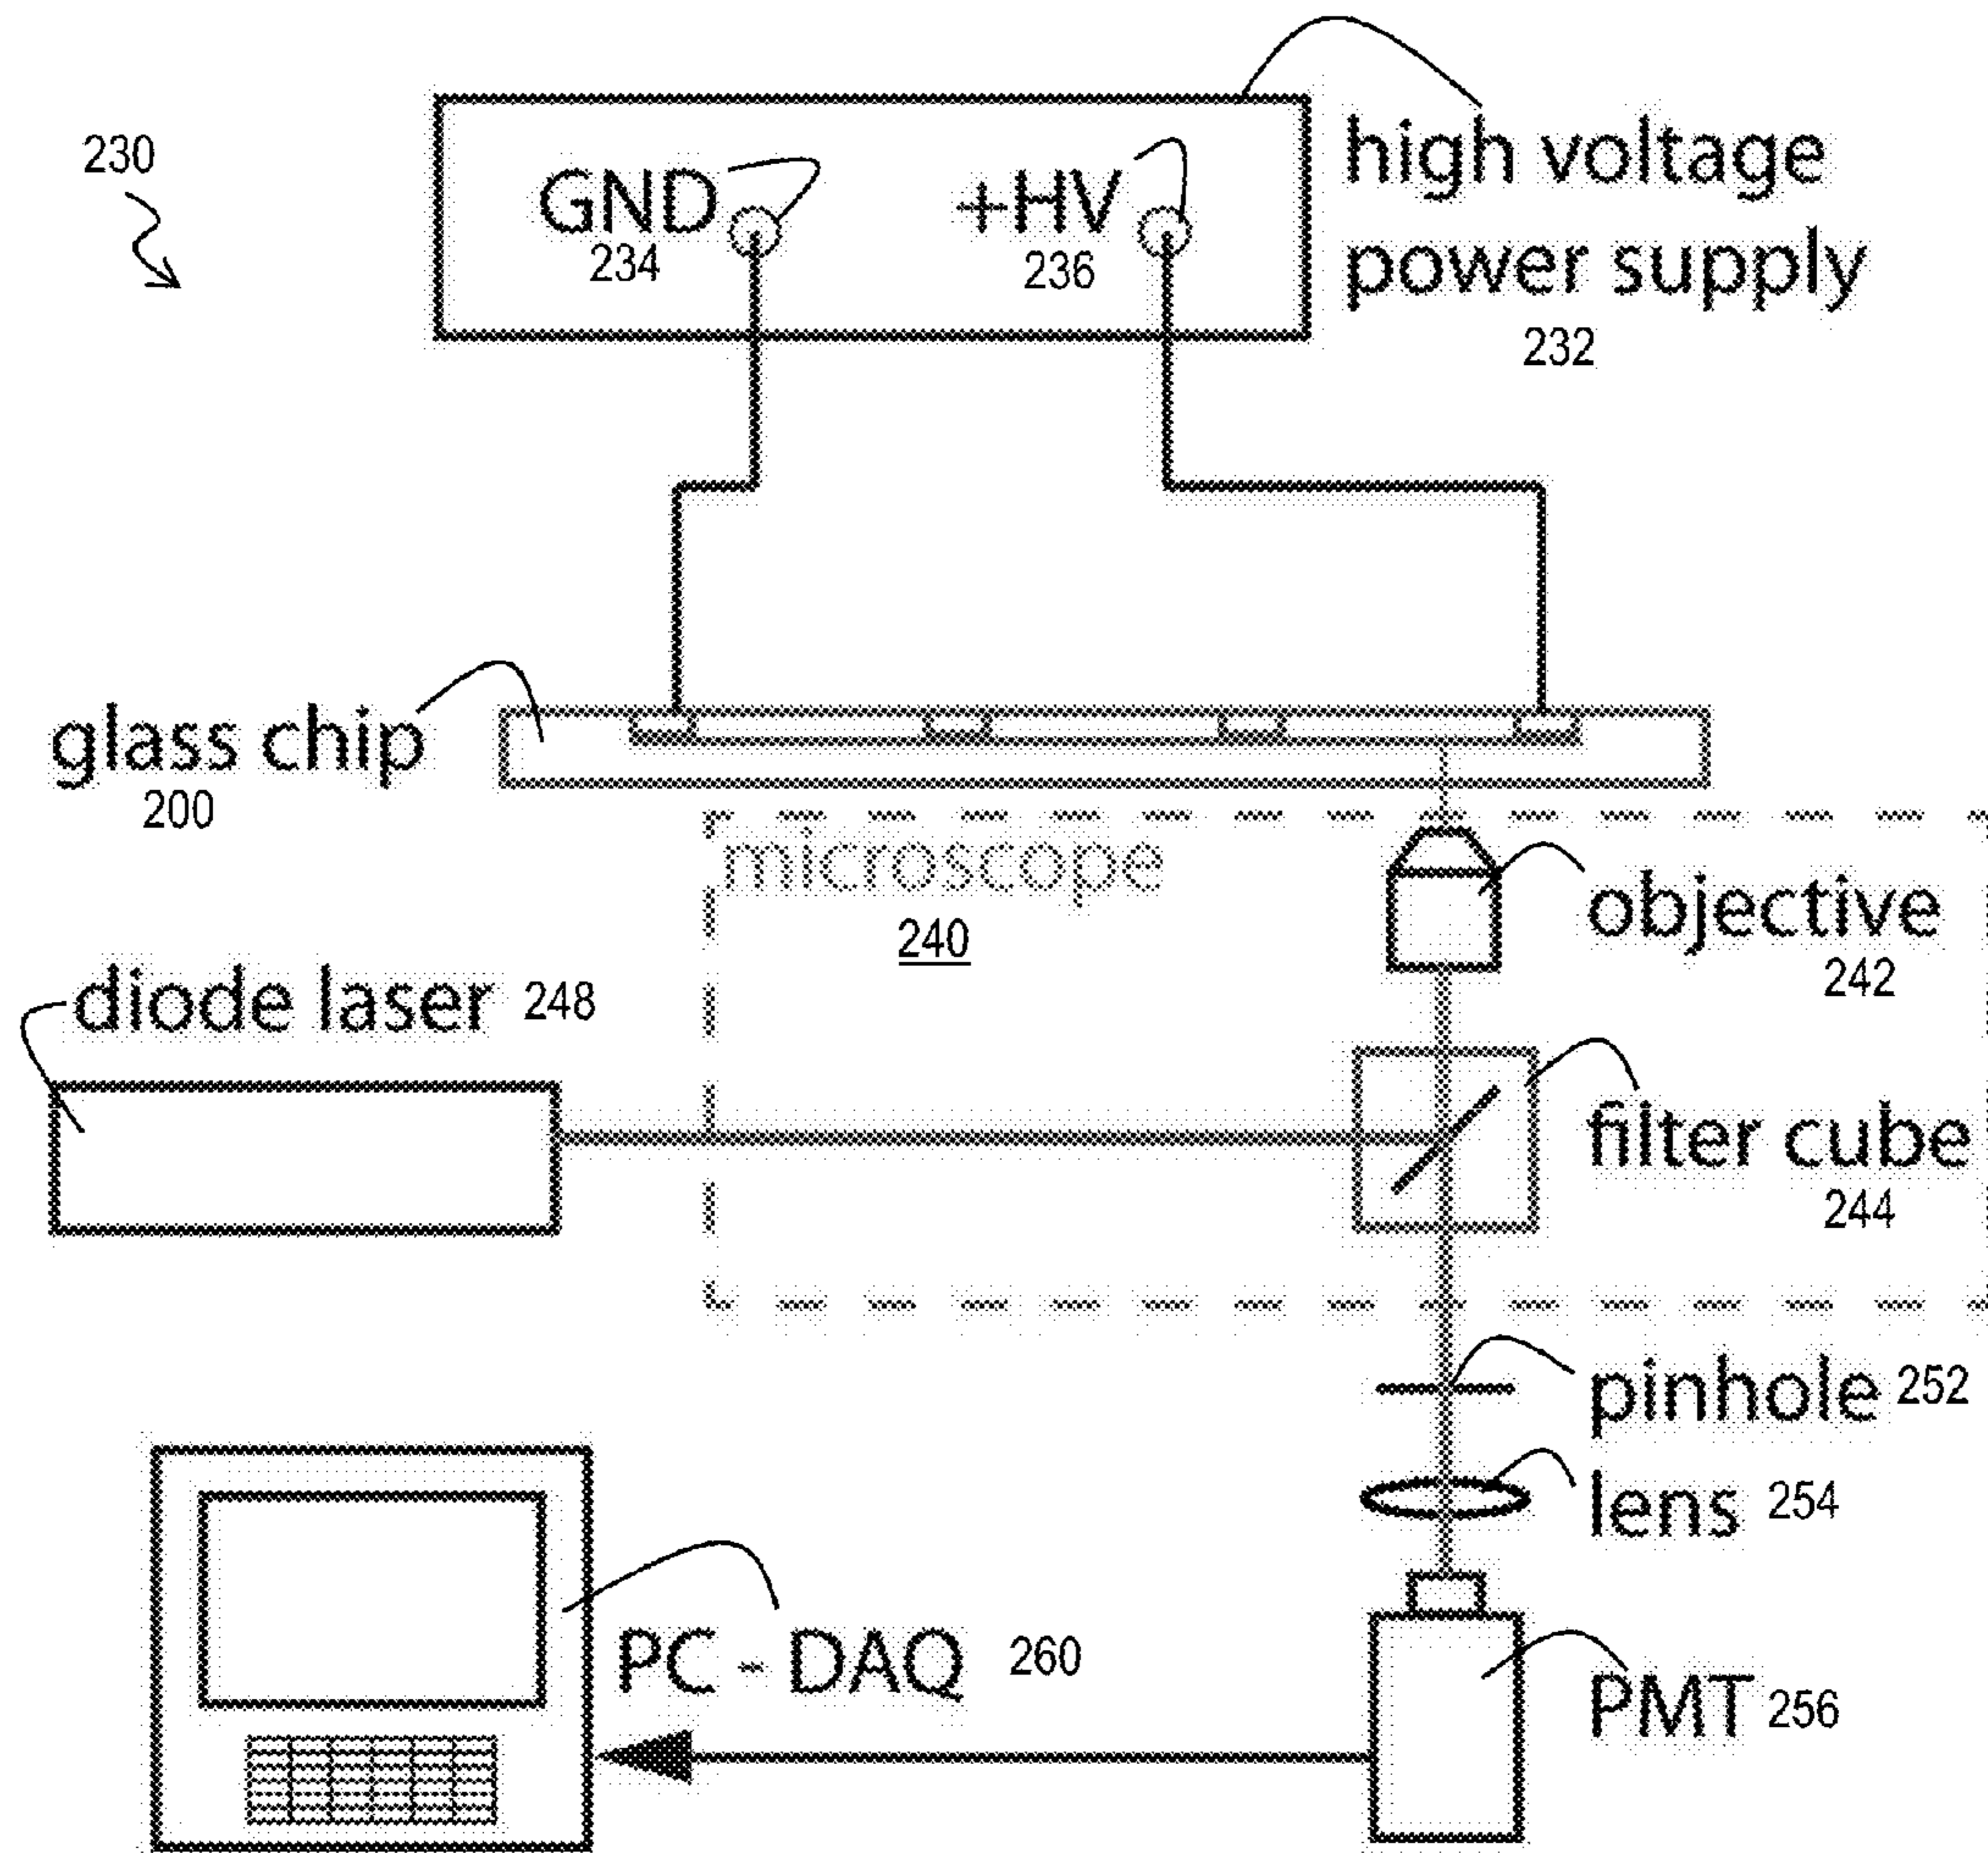 230
GND
234
+HV
236
high voltage
power supply
232
glass chip
200
microscope
240
objective
242
diode laser 248
filter cube
244
pinhole 252
lens 254
PC - DAQ 260
PMT 256